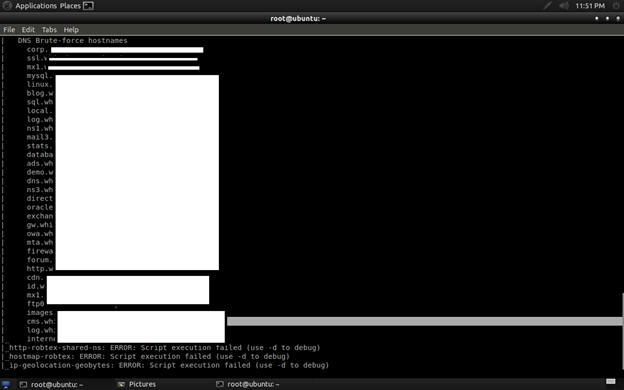 Applications Places
11:51 PM
root@ubuntu: ~
File Edit Tabs Help
| DNS Brute-force hostnames
| corp.
| ssl.w
| mx1.
| mysql.
| linux.
| blog.w
| sql.wh
| local.
| log.wh
| ns1.wh
| mail3.
| stats.
| databa
| ads.wh
| demo.w
| dns.wh
| ns3.wh
| direct
| oracle
| exchan
| gw.whi
| owa.wh
| mta.wh
| firewa
| forum.
| http.w
| cdn.
| id.w
| mx1.
| ftp0
| images
| cms.wh
| log.wh
|_ intern
|_http-robtex-shared-ns: ERROR: Script execution failed (use -d to debug)
|_hostmap-robtex: ERROR: Script execution failed (use -d to debug)
|_ip-geolocation-geobytes: ERROR: Script execution failed (use -d to debug)
root@ubuntu: ~
Pictures
root@ubuntu: ~